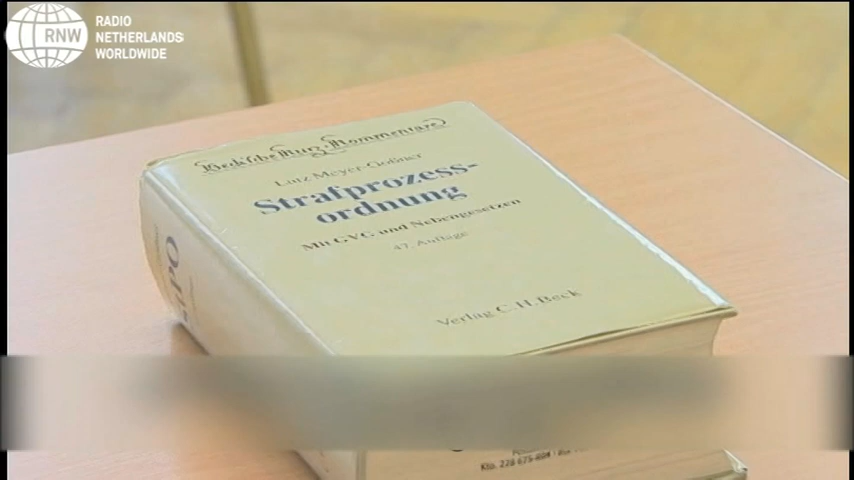 RNW
RADIO
NETHERLANDS
WORLDWIDE
Beck'sche Kurz-Kommentare
Lutz Meyer-Goßner
Strafprozess-
ordnung
Mit GVG und Nebengesetzen
47. Auflage
Verlag C.H.Beck
StPO